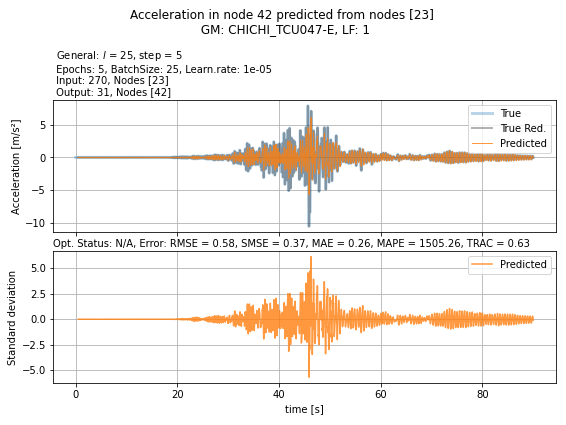 Acceleration in node 42 predicted from nodes [23]
GM: CHICHI_TCU047-E, LF: 1
General: l = 25, step = 5
Epochs: 5, BatchSize: 25, Learn.rate: 1e-05
Input: 270, Nodes [23]
Output: 31, Nodes [42]
Acceleration [m/s²]
5
0
−5
−10
True
True Red.
Predicted
Opt. Status: N/A, Error: RMSE = 0.58, SMSE = 0.37, MAE = 0.26, MAPE = 1505.26, TRAC = 0.63
Standard deviation
5.0
2.5
0.0
−2.5
−5.0
Predicted
0 20 40 60 80
time [s]